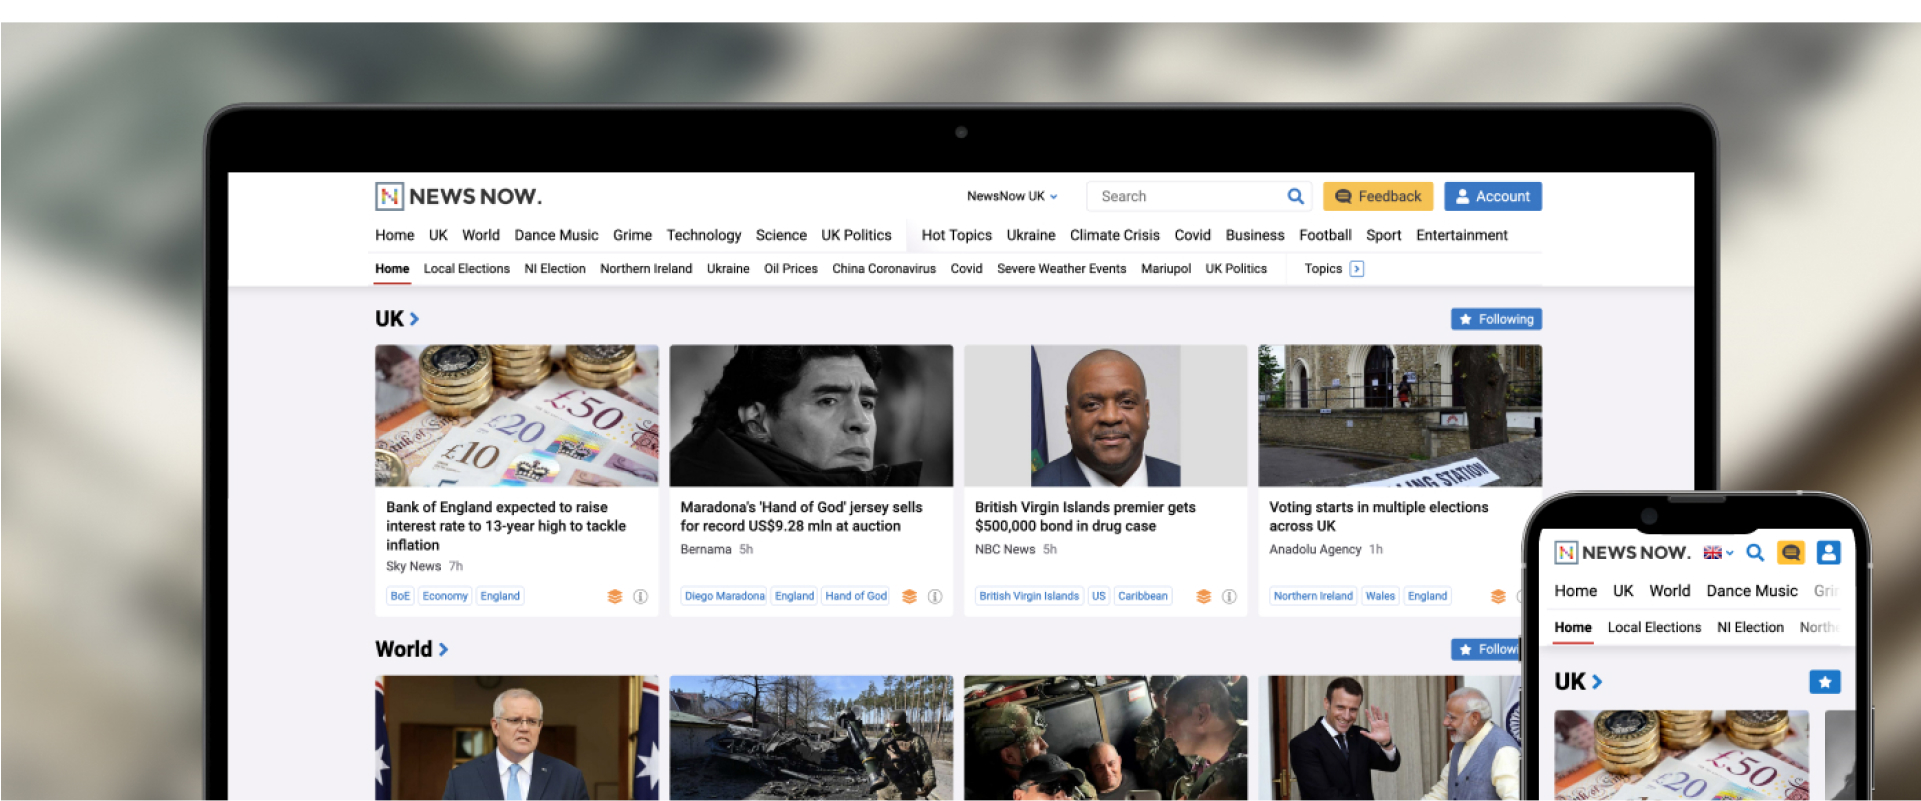 NEWS NOW.
NewsNow UK
Search
Feedback
Account
Home UK World Dance Music Grime Technology Science UK Politics Hot Topics Ukraine Climate Crisis Covid Business Football Sport Entertainment
Home Local Elections NI Election Northern Ireland Ukraine Oil Prices China Coronavirus Covid Severe Weather Events Mariupol UK Politics Topics
UK
Following
£50
£20
£10
Bank of England expected to raise
interest rate to 13-year high to tackle
inflation
Sky News 7h
BoE Economy England
Maradona's 'Hand of God' jersey sells
for record US$9.28 mln at auction
Bernama 5h
Diego Maradona England Hand of God
British Virgin Islands premier gets
$500,000 bond in drug case
NBC News 5h
British Virgin Islands US Caribbean
LING STATION
Voting starts in multiple elections
across UK
Anadolu Agency 1h
Northern Ireland Wales England
World
Followi
NEWS NOW.
Home UK World Dance Music Gri
Home Local Elections NI Election North
UK
£50
£20